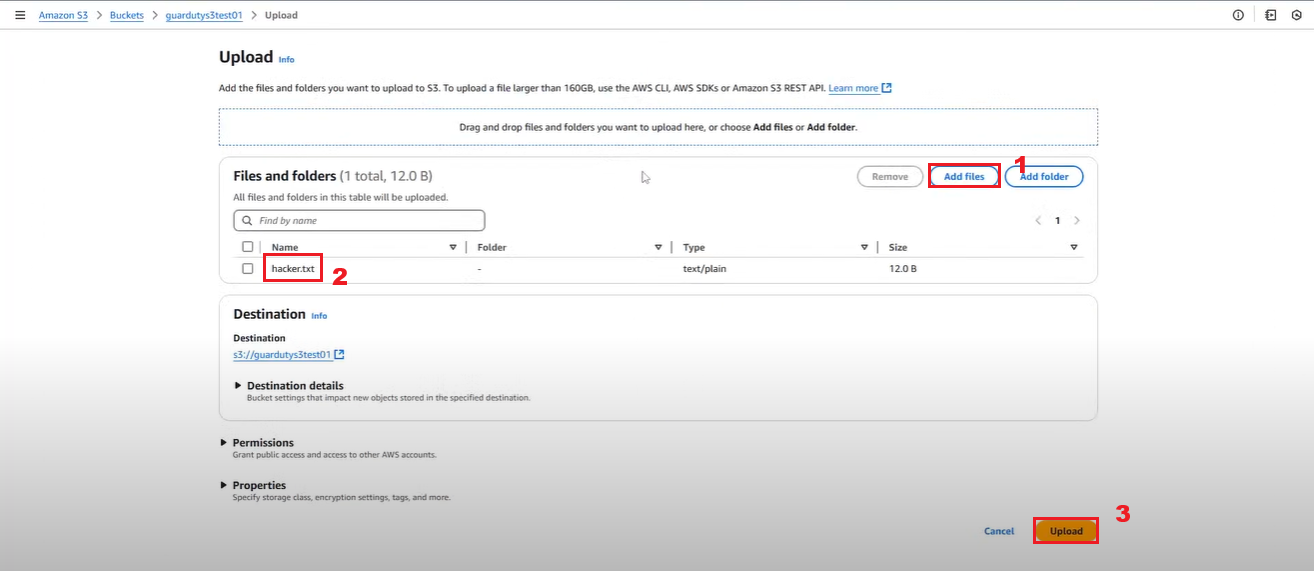 Amazon S3 > Buckets > guardutys3test01 > Upload
Upload Info
Add the files and folders you want to upload to S3. To upload a file larger than 160GB, use the AWS CLI, AWS SDKs or Amazon S3 REST API. Learn more
Drag and drop files and folders you want to upload here, or choose Add files or Add folder.
Files and folders (1 total, 12.0 B)
Remove
Add files
1
Add folder
All files and folders in this table will be uploaded.
Find by name
1
Name Folder Type Size
hacker.txt - text/plain 12.0 B
2
Destination Info
Destination
s3://guardutys3test01
Destination details
Bucket settings that impact new objects stored in the specified destination.
Permissions
Grant public access and access to other AWS accounts.
Properties
Specify storage class, encryption settings, tags, and more.
3
Cancel Upload